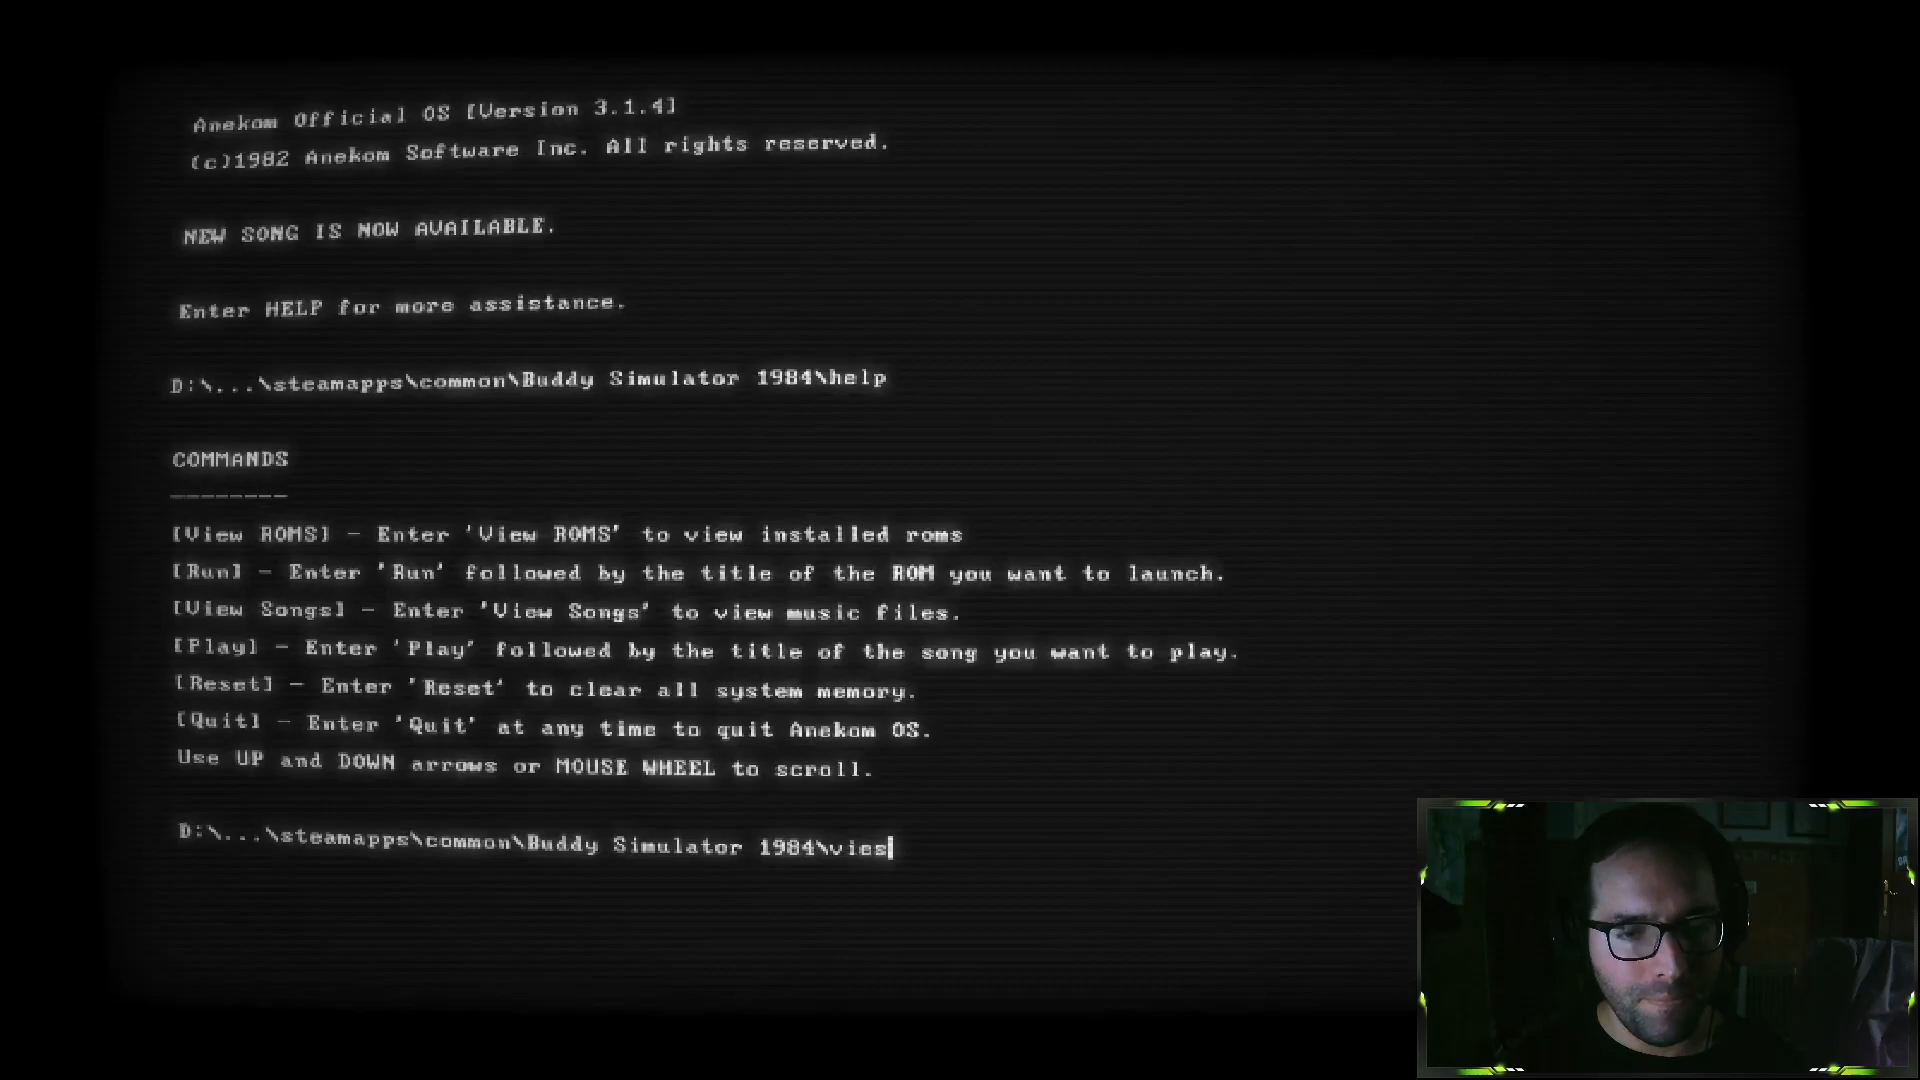 Anekom Official OS [Version 3.1.4]
(c)1982 Anekom Software Inc. All rights reserved.
NEW SONG IS NOW AVAILABLE.
Enter HELP for more assistance.
D:\...\steamapps\common\Buddy Simulator 1984\help
COMMANDS
--------
[View ROMS] - Enter 'View ROMS' to view installed roms
[Run] - Enter 'Run' followed by the title of the ROM you want to launch.
[View Songs] - Enter 'View Songs' to view music files.
[Play] - Enter 'Play' followed by the title of the song you want to play.
[Reset] - Enter 'Reset' to clear all system memory.
[Quit] - Enter 'Quit' at any time to quit Anekom OS.
Use UP and DOWN arrows or MOUSE WHEEL to scroll.
D:\...\steamapps\common\Buddy Simulator 1984\vies